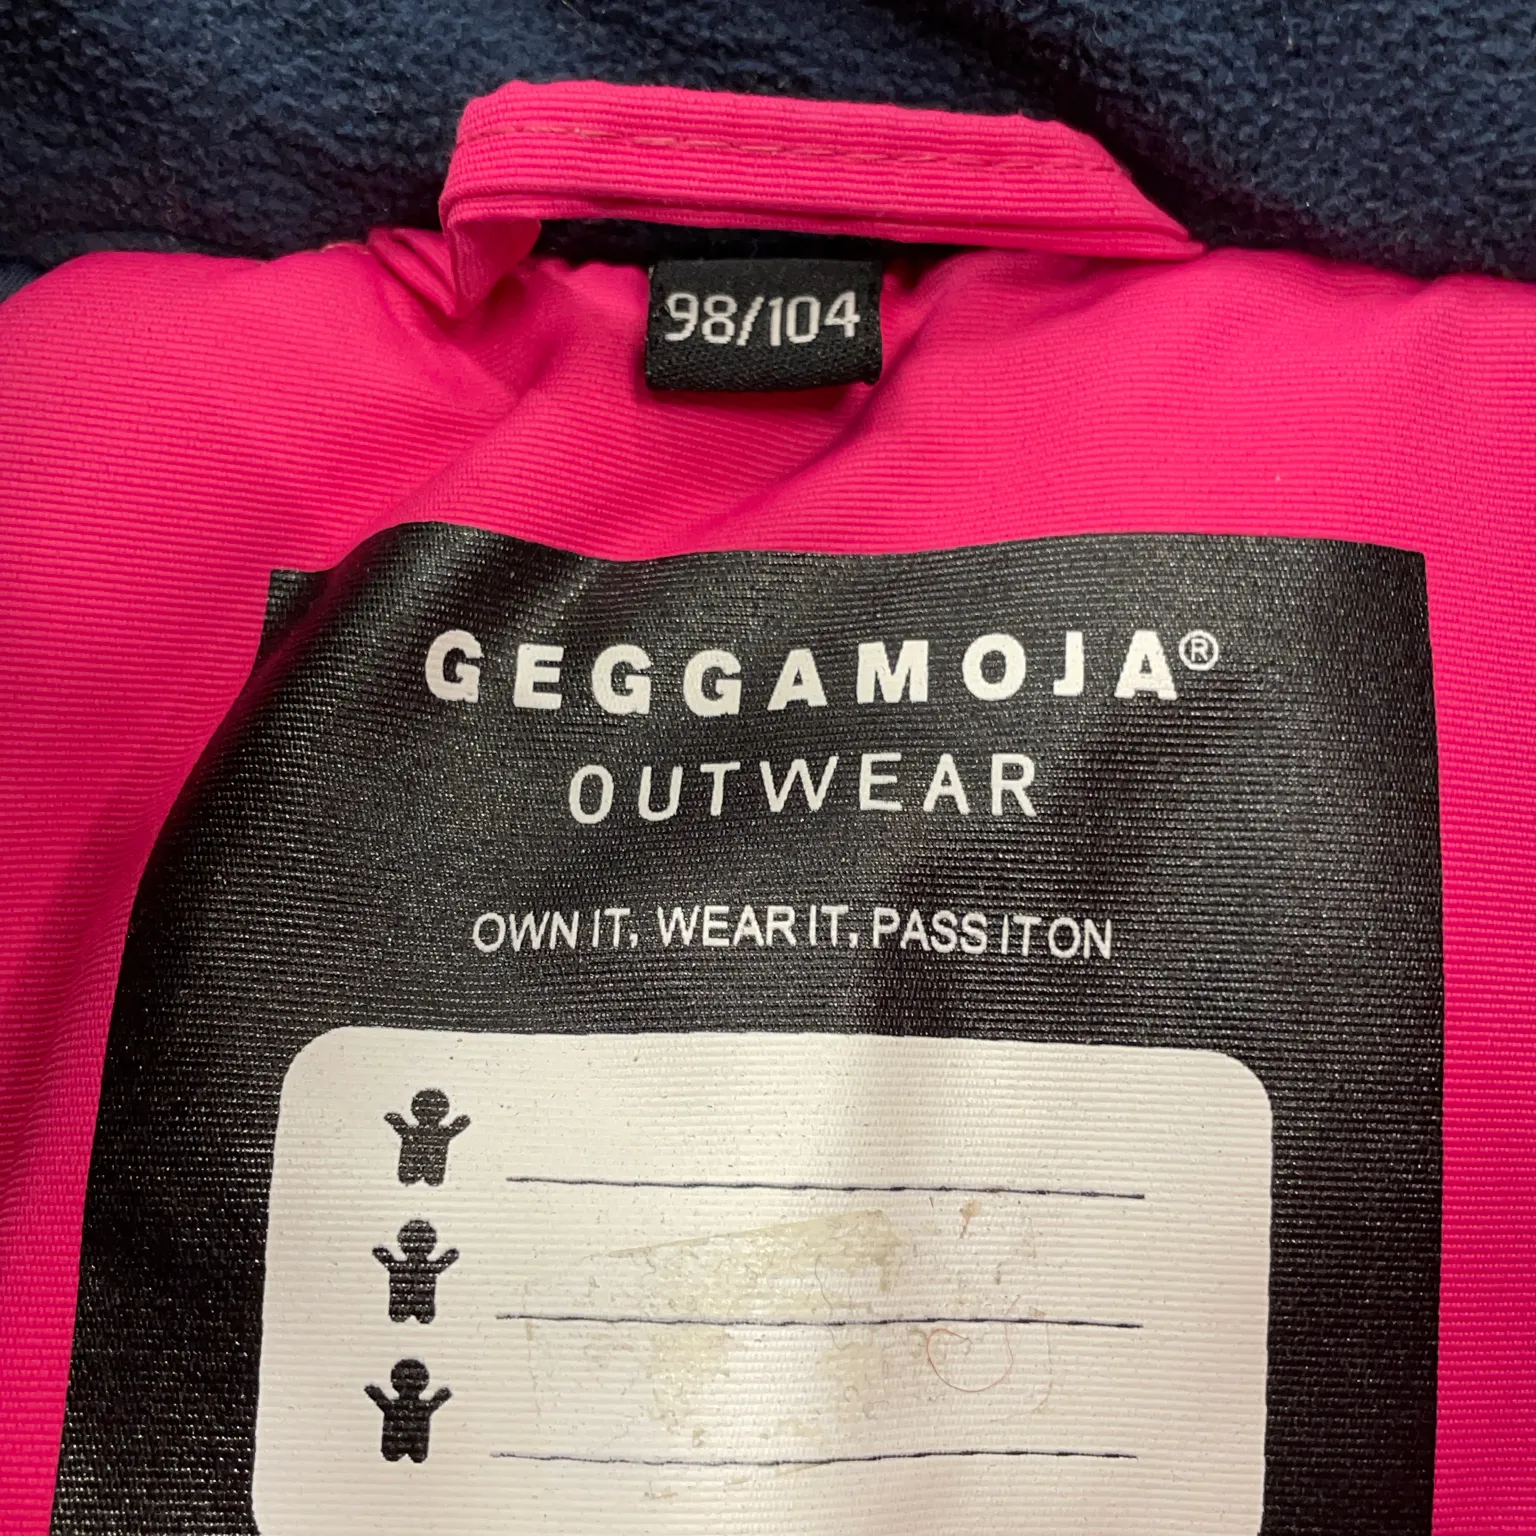 98/104
GEGGAMOJA®
OUTWEAR
OWN IT, WEAR IT, PASS IT ON